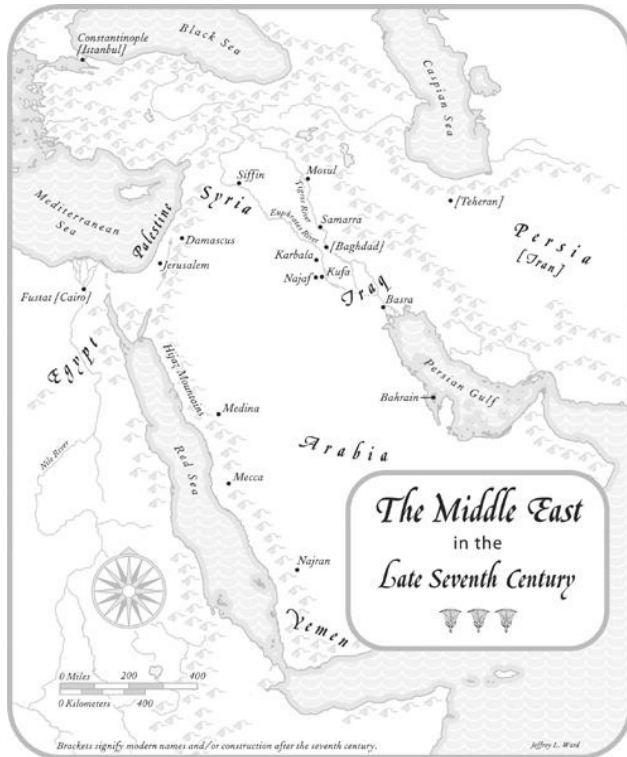 Constantinople
[Istanbul]
Black Sea
Caspian Sea
Mosul
Siffin
[Teheran]
Syria
Tigris River
Mediterranean
Sea
Palestine
Euphrates River
Samarra
Persia
[Iran]
Damascus
[Baghdad]
Karbala
Jerusalem
Najaf
Kufa
Iraq
Fustat [Cairo]
Basra
Egypt
Hijaz Mountains
Persian Gulf
Bahrain
Medina
Arabia
Nile River
Red Sea
Mecca
The Middle East
in the
Late Seventh Century
Najran
Yemen
0 Miles 200 400
0 Kilometers 400
Brackets signify modern names and/or construction after the seventh century.
Jeffrey L. Ward